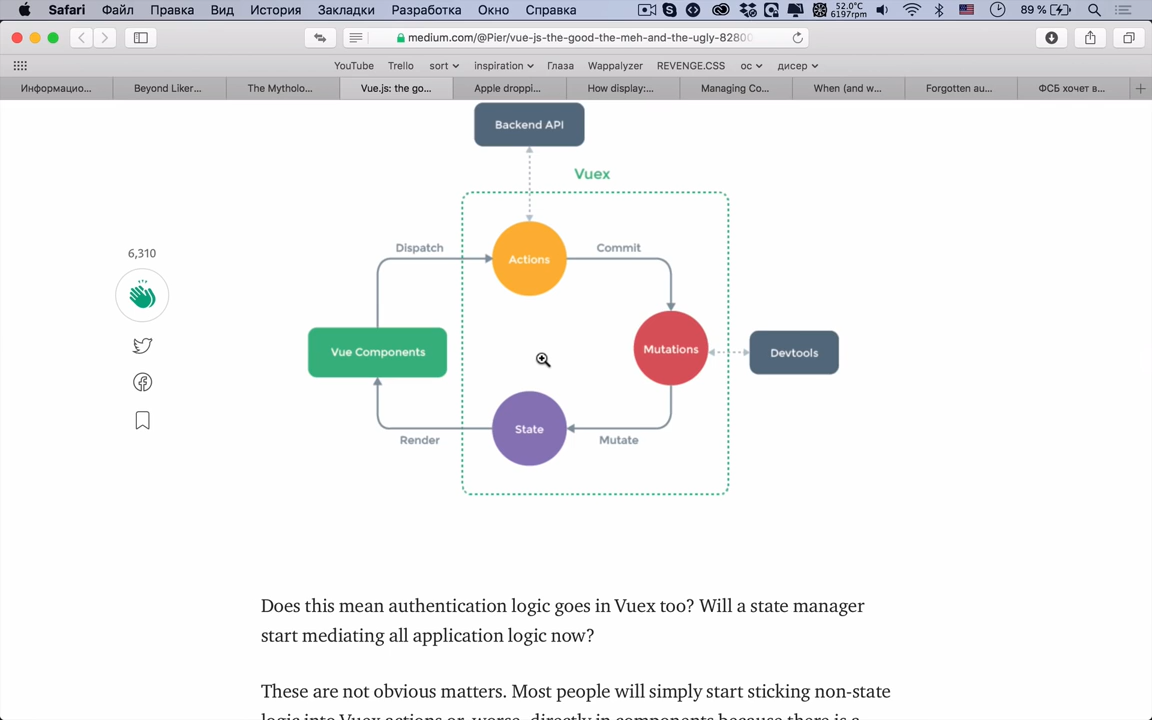 Safari Файл Правка Вид История Закладки Разработка Окно Справка 52.0°C 6197rpm 89 %
medium.com/@Pier/vue-js-the-good-the-meh-and-the-ugly-82800
YouTube Trello sort inspiration Глаза Wappalyzer REVENGE.CSS ос дисер
Информацио... Beyond Liker... The Mytholo... Vue.js: the go... Apple droppi... How display:... Managing Co... When (and w... Forgotten au... ФСБ хочет в...
Backend API
Vuex
6,310
Dispatch
Commit
Actions
Vue Components
Mutations
Devtools
State
Render
Mutate
Does this mean authentication logic goes in Vuex too? Will a state manager
start mediating all application logic now?
These are not obvious matters. Most people will simply start sticking non-state
logic into Vuex actions or, worse, directly in components because there is a